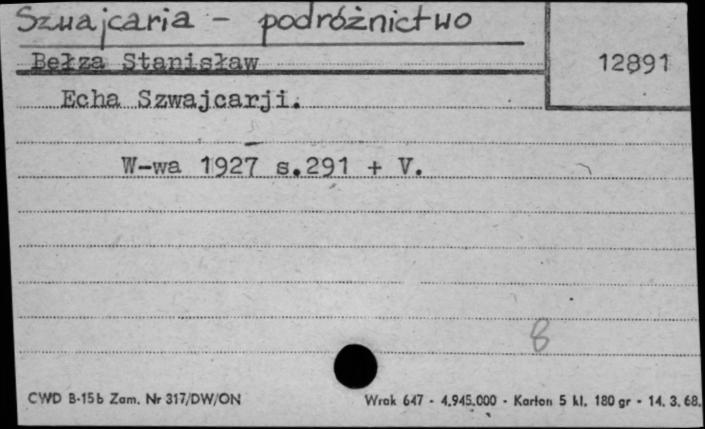 Szwajcaria - podróżnictwo
Bełza Stanisław
12891
Echa Szwajcarji.
W-wa 1927 s.291 + V.
8
CWD B-15b Zam. Nr 317/DW/ON
Wrak 647 - 4.945.000 - Karton 5 kl. 180 gr - 14. 3. 68.